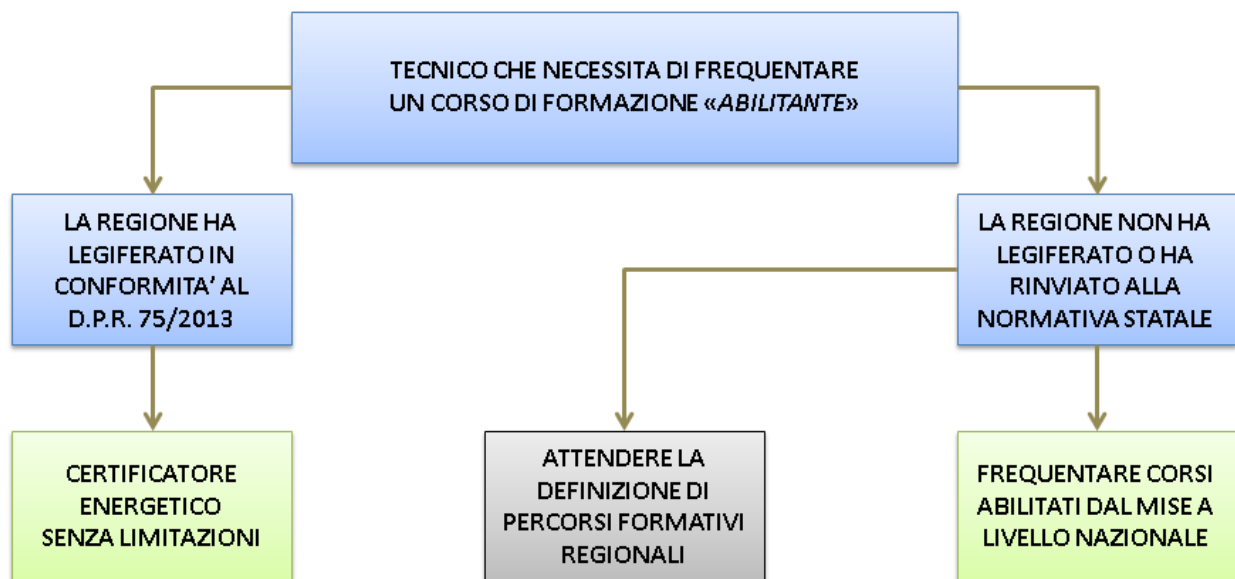 TECNICO CHE NECESSITA DI FREQUENTARE
UN CORSO DI FORMAZIONE «ABILITANTE»
LA REGIONE HA
LEGIFERATO IN
CONFORMITA’ AL
D.P.R. 75/2013
LA REGIONE NON HA
LEGIFERATO O HA
RINVIATO ALLA
NORMATIVA STATALE
CERTIFICATORE
ENERGETICO
SENZA LIMITAZIONI
ATTENDERE LA
DEFINIZIONE DI
PERCORSI FORMATIVI
REGIONALI
FREQUENTARE CORSI
ABILITATI DAL MISE A
LIVELLO NAZIONALE